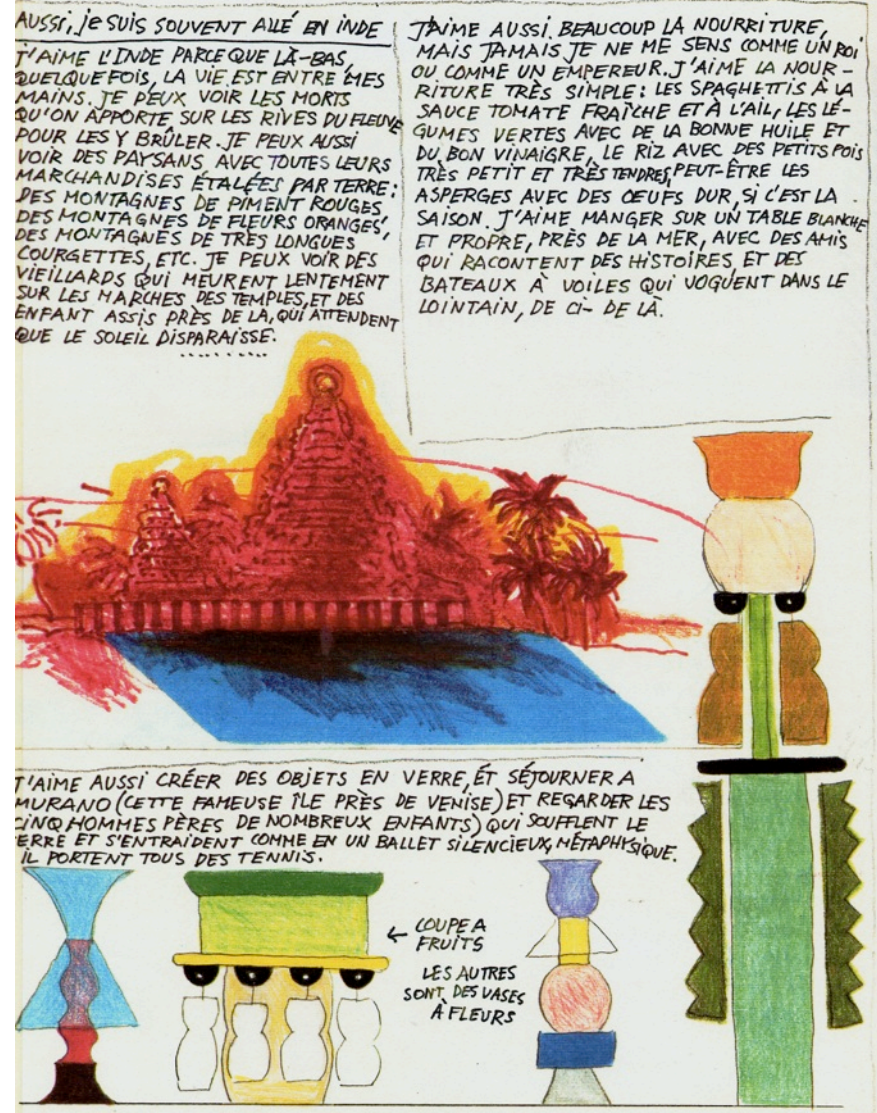 AUSSI, JE SUIS SOUVENT ALLÉ EN INDE
J'AIME L'INDE PARCE QUE LÀ-BAS,
QUELQUEFOIS, LA VIE EST ENTRE MES
MAINS. JE PEUX VOIR LES MORTS
QU'ON APPORTE SUR LES RIVES DU FLEUVE
POUR LES Y BRÛLER. JE PEUX AUSSI
VOIR DES PAYSANS AVEC TOUTES LEURS
MARCHANDISES ÉTALÉES PAR TERRE:
DES MONTAGNES DE PIMENT ROUGES,
DES MONTAGNES DE FLEURS ORANGES,
DES MONTAGNES DE TRÈS LONGUES
COURGETTES, ETC. JE PEUX VOIR DES
VIEILLARDS QUI MEURENT LENTEMENT
SUR LES MARCHES DES TEMPLES, ET DES
ENFANT ASSIS PRÈS DE LA, QUI ATTENDENT
QUE LE SOLEIL DISPARAISSE.
J'AIME AUSSI BEAUCOUP LA NOURRITURE,
MAIS JAMAIS JE NE ME SENS COMME UN ROI
OU COMME UN EMPEREUR. J'AIME LA NOUR-
RITURE TRÈS SIMPLE: LES SPAGHETTIS À LA
SAUCE TOMATE FRAÎCHE ET À L'AIL, LES LÉ-
GUMES VERTES AVEC DE LA BONNE HUILE ET
DU BON VINAIGRE, LE RIZ AVEC DES PETITS POIS
TRÈS PETIT ET TRÈS TENDRES, PEUT-ÊTRE LES
ASPERGES AVEC DES OEUFS DUR, SI C'EST LA
SAISON. J'AIME MANGER SUR UN TABLE BLANCHE
ET PROPRE, PRÈS DE LA MER, AVEC DES AMIS
QUI RACONTENT DES HISTOIRES, ET DES
BATEAUX À VOILES QUI VOGUENT DANS LE
LOINTAIN, DE CI- DE LÀ.
J'AIME AUSSI CRÉER DES OBJETS EN VERRE, ET SÉJOURNER A
MURANO (CETTE FAMEUSE ÎLE PRÈS DE VENISE) ET REGARDER LES
CINQ HOMMES PÈRES DE NOMBREUX ENFANTS) QUI SOUFFLENT LE
ERRE ET S'ENTRAIDENT COMME EN UN BALLET SILENCIEUX, MÉTAPHYSIQUE.
IL PORTENT TOUS DES TENNIS.
← COUPE A
FRUITS
LES AUTRES
SONT DES VASES
À FLEURS